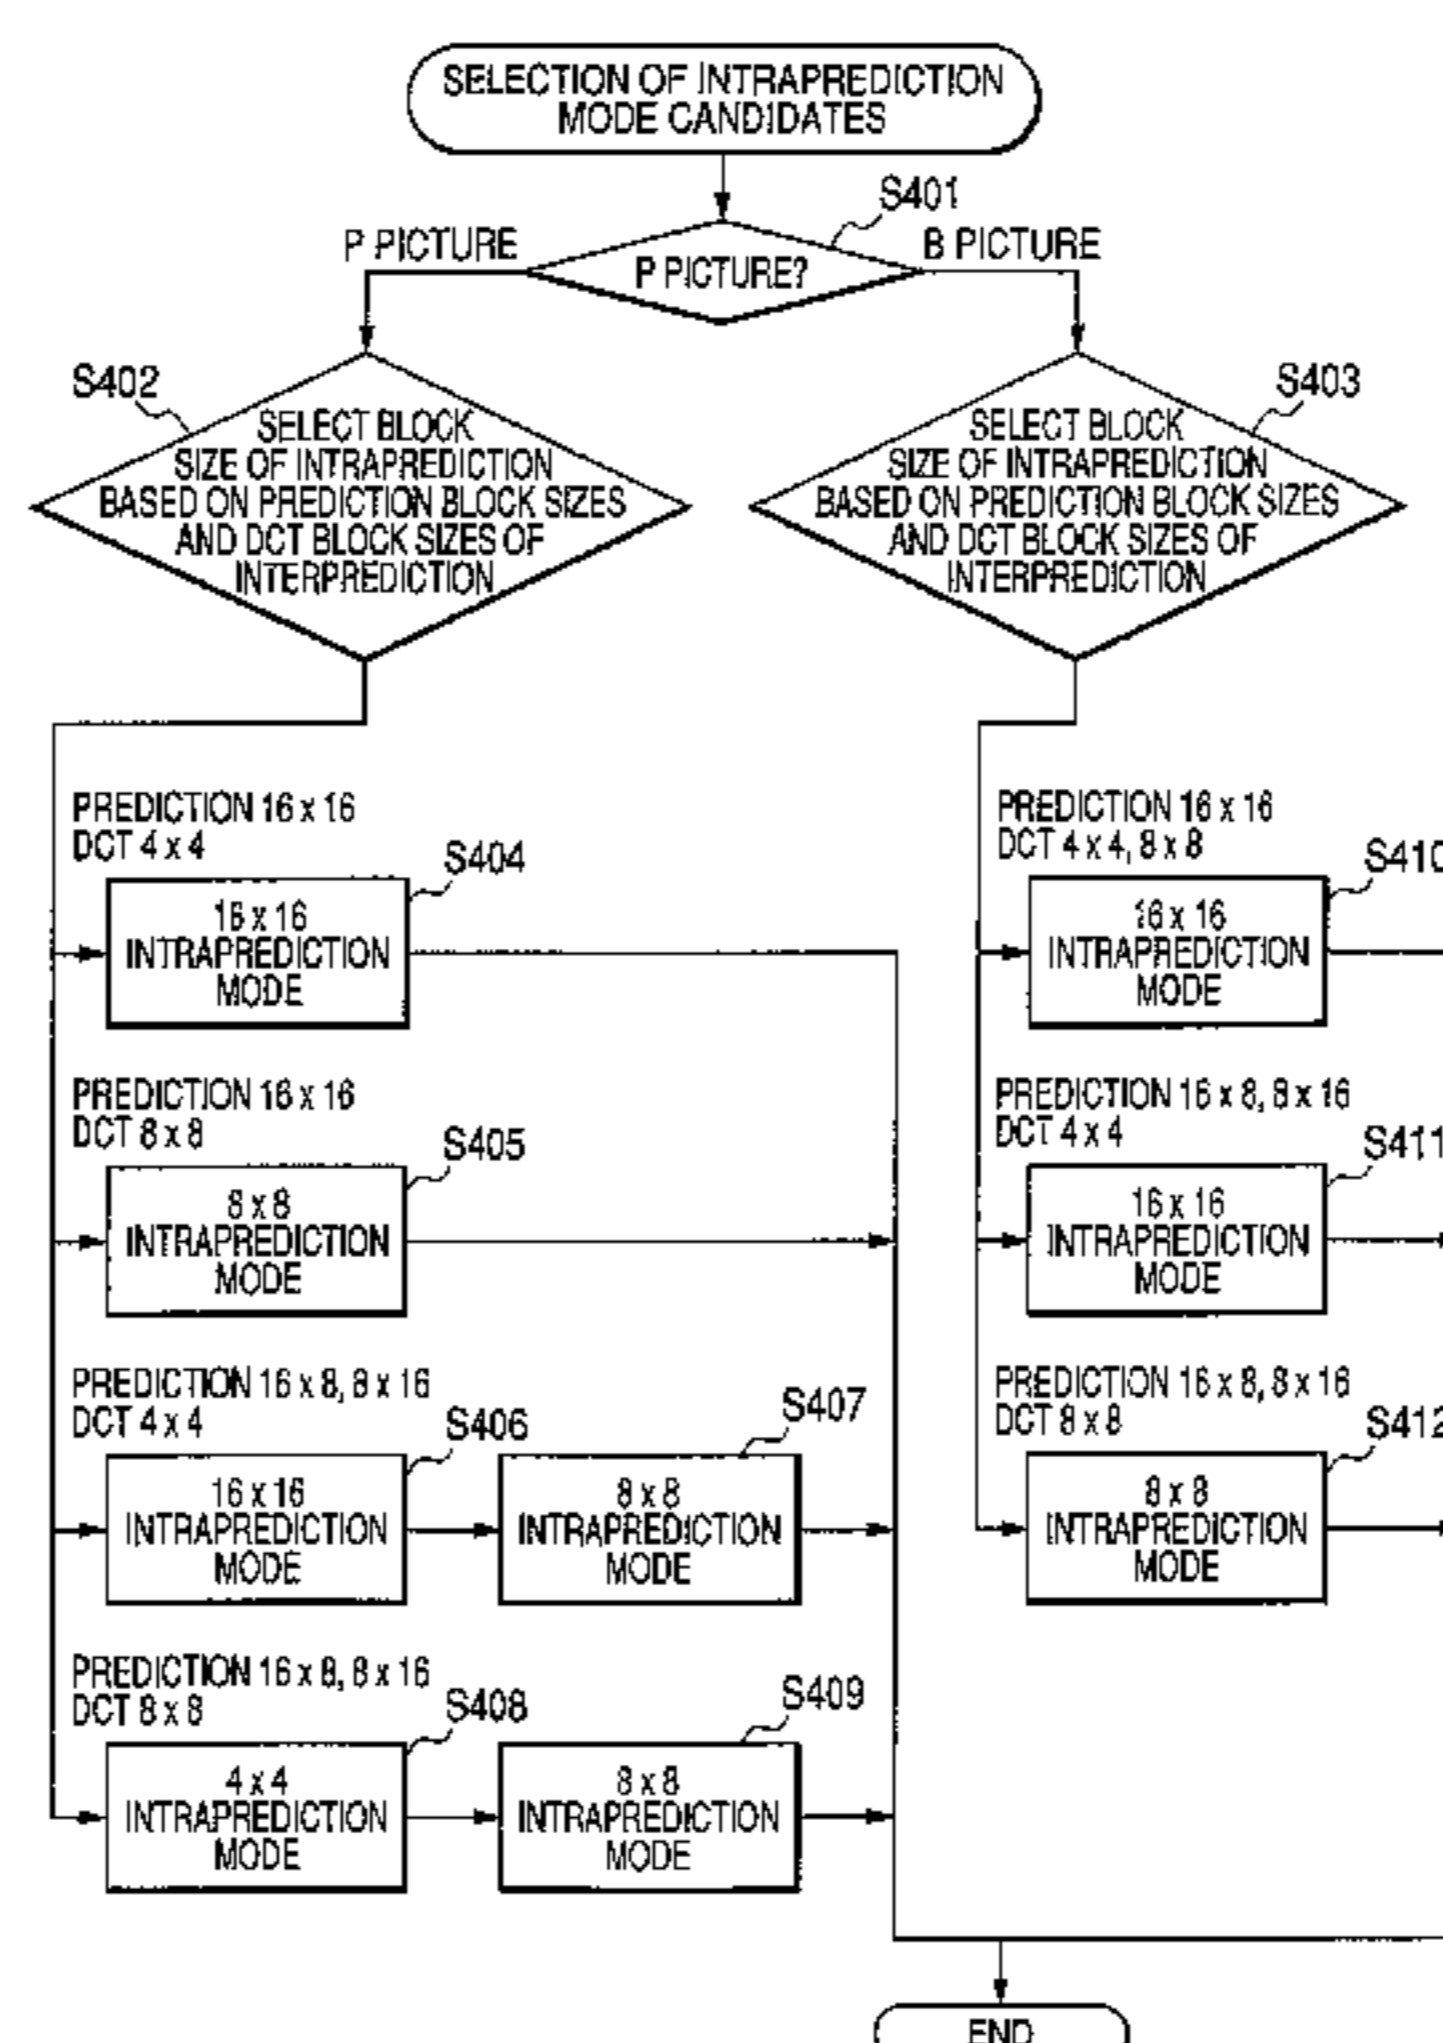 SELECTION OF INTRAPREDICTION
MODE CANDIDATES
S401
P PICTURE
B PICTURE
P PICTURE?
S402
SELECT BLOCK
SIZE OF INTRAPREDICTION
BASED ON PREDICTION BLOCK SIZES
AND DCT BLOCK SIZES OF
INTERPREDICTION
S403
SELECT BLOCK
SIZE OF INTRAPREDICTION
BASED ON PREDICTION BLOCK SIZES
AND DCT BLOCK SIZES OF
INTERPREDICTION
PREDICTION 16 x 16
DCT 4 x 4
S404
16 x 16
INTRAPREDICTION
MODE
PREDICTION 16 x 16
DCT 8 x 8
S405
8 x 8
INTRAPREDICTION
MODE
PREDICTION 16 x 8, 8 x 16
DCT 4 x 4
S406
16 x 16
INTRAPREDICTION
MODE
S407
8 x 8
INTRAPREDICTION
MODE
PREDICTION 16 x 8, 8 x 16
DCT 8 x 8
S408
4 x 4
INTRAPREDICTION
MODE
S409
8 x 8
INTRAPREDICTION
MODE
PREDICTION 16 x 16
DCT 4 x 4, 8 x 8
S410
16 x 16
INTRAPREDICTION
MODE
PREDICTION 16 x 8, 8 x 16
DCT 4 x 4
S411
16 x 16
INTRAPREDICTION
MODE
PREDICTION 16 x 8, 8 x 16
DCT 8 x 8
S412
8 x 8
INTRAPREDICTION
MODE
END